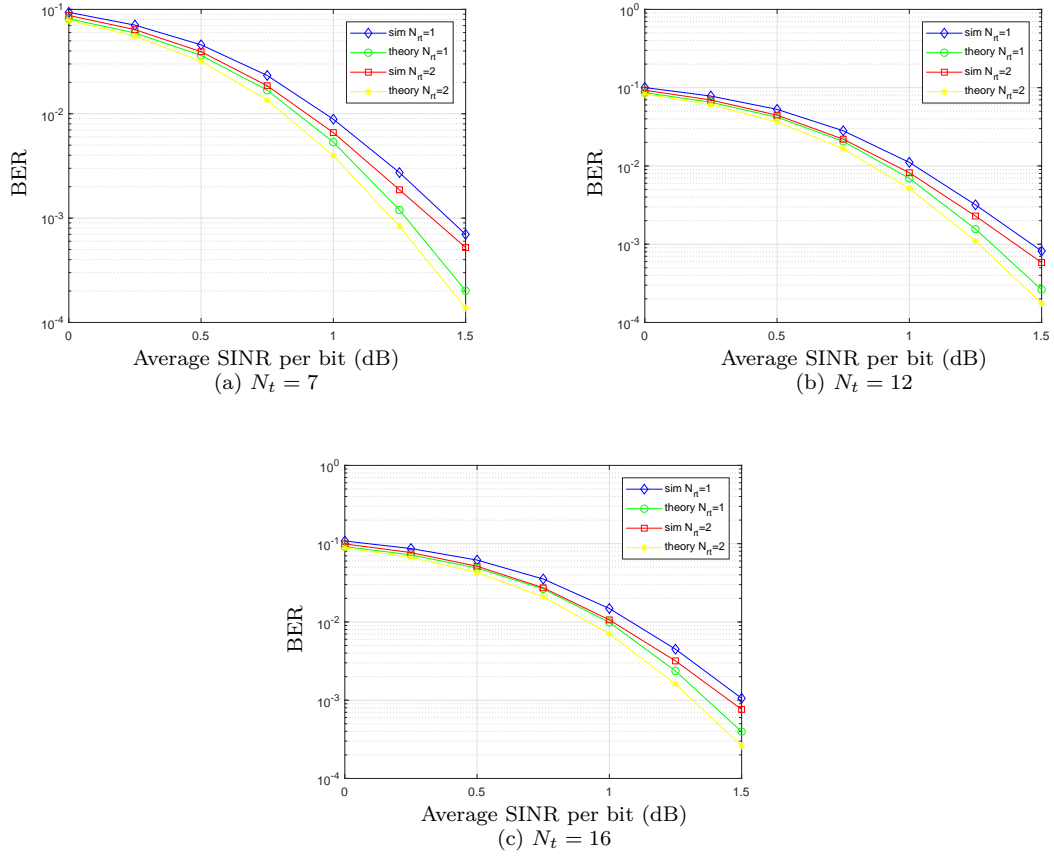 10^-1
10^-2
10^-3
10^-4
BER
0
0.5
1
1.5
Average SINR per bit (dB)
sim N_rt=1
theory N_rt=1
sim N_rt=2
theory N_rt=2
(a) N_t = 7
10^0
10^-1
10^-2
10^-3
10^-4
BER
0
0.5
1
1.5
Average SINR per bit (dB)
sim N_rt=1
theory N_rt=1
sim N_rt=2
theory N_rt=2
(b) N_t = 12
10^0
10^-1
10^-2
10^-3
10^-4
BER
0
0.5
1
1.5
Average SINR per bit (dB)
sim N_rt=1
theory N_rt=1
sim N_rt=2
theory N_rt=2
(c) N_t = 16